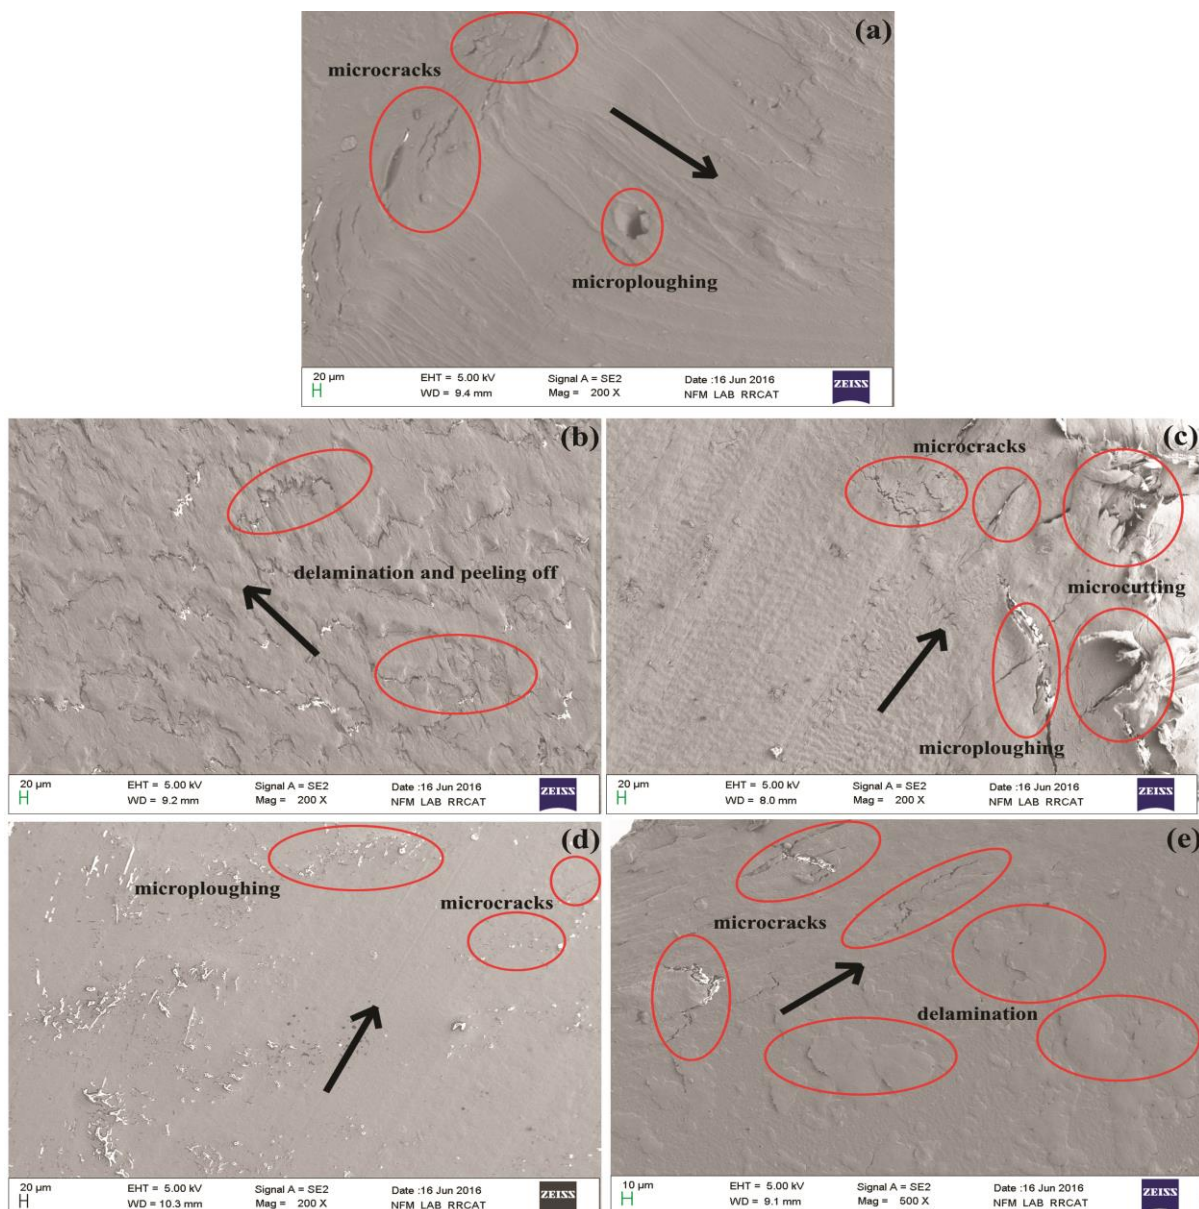 (a)
microcracks
microploughing
20 µm
EHT = 5.00 kV
Signal A = SE2
Date :16 Jun 2016
ZEISS
WD = 9.4 mm
Mag = 200 X
NFM LAB RRCAT
(b)
delamination and peeling off
20 µm
EHT = 5.00 kV
Signal A = SE2
Date :16 Jun 2016
ZEISS
WD = 9.2 mm
Mag = 200 X
NFM LAB RRCAT
(c)
microcracks
microcutting
microploughing
20 µm
EHT = 5.00 kV
Signal A = SE2
Date :16 Jun 2016
ZEISS
WD = 8.0 mm
Mag = 200 X
NFM LAB RRCAT
(d)
microploughing
microcracks
20 µm
EHT = 5.00 kV
Signal A = SE2
Date :16 Jun 2016
ZEISS
WD = 10.3 mm
Mag = 200 X
NFM LAB RRCAT
(e)
microcracks
delamination
10 µm
EHT = 5.00 kV
Signal A = SE2
Date :16 Jun 2016
ZEISS
WD = 9.1 mm
Mag = 500 X
NFM LAB RRCAT